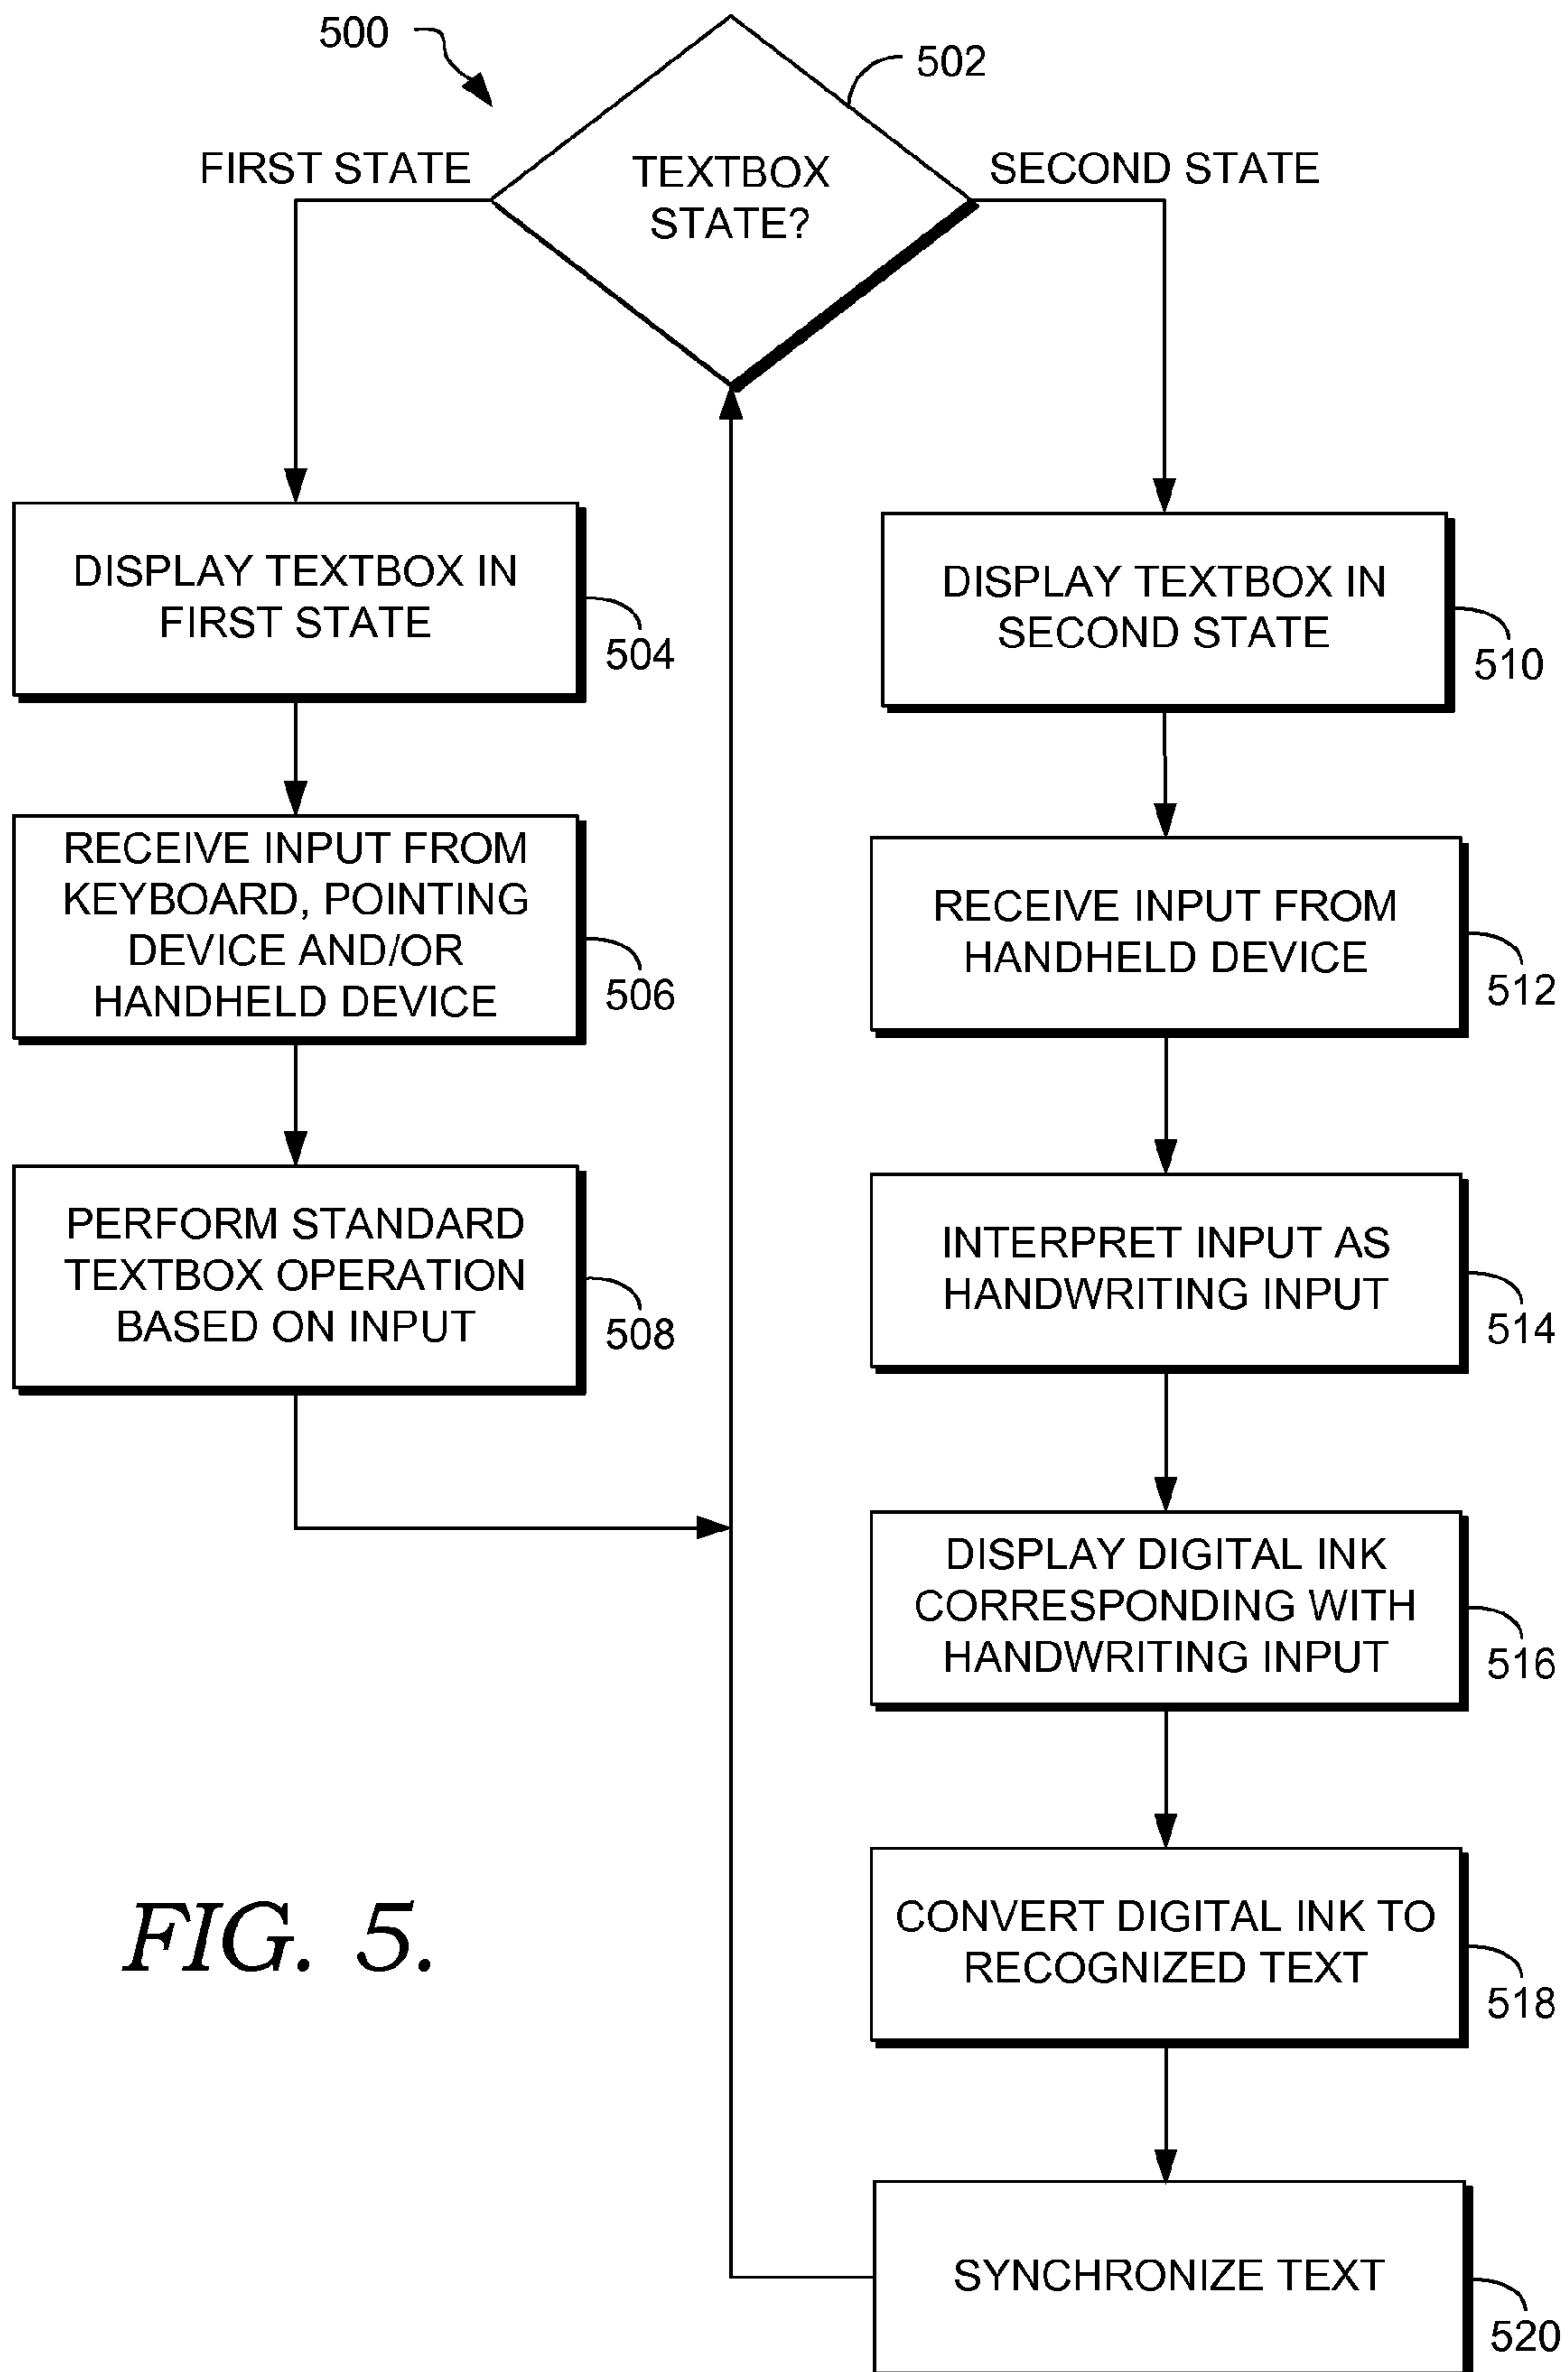 500
502
FIRST STATE
TEXTBOX
STATE?
SECOND STATE
DISPLAY TEXTBOX IN
FIRST STATE
504
RECEIVE INPUT FROM
KEYBOARD, POINTING
DEVICE AND/OR
HANDHELD DEVICE
506
PERFORM STANDARD
TEXTBOX OPERATION
BASED ON INPUT
508
DISPLAY TEXTBOX IN
SECOND STATE
510
RECEIVE INPUT FROM
HANDHELD DEVICE
512
INTERPRET INPUT AS
HANDWRITING INPUT
514
DISPLAY DIGITAL INK
CORRESPONDING WITH
HANDWRITING INPUT
516
CONVERT DIGITAL INK TO
RECOGNIZED TEXT
518
SYNCHRONIZE TEXT
520
FIG. 5.